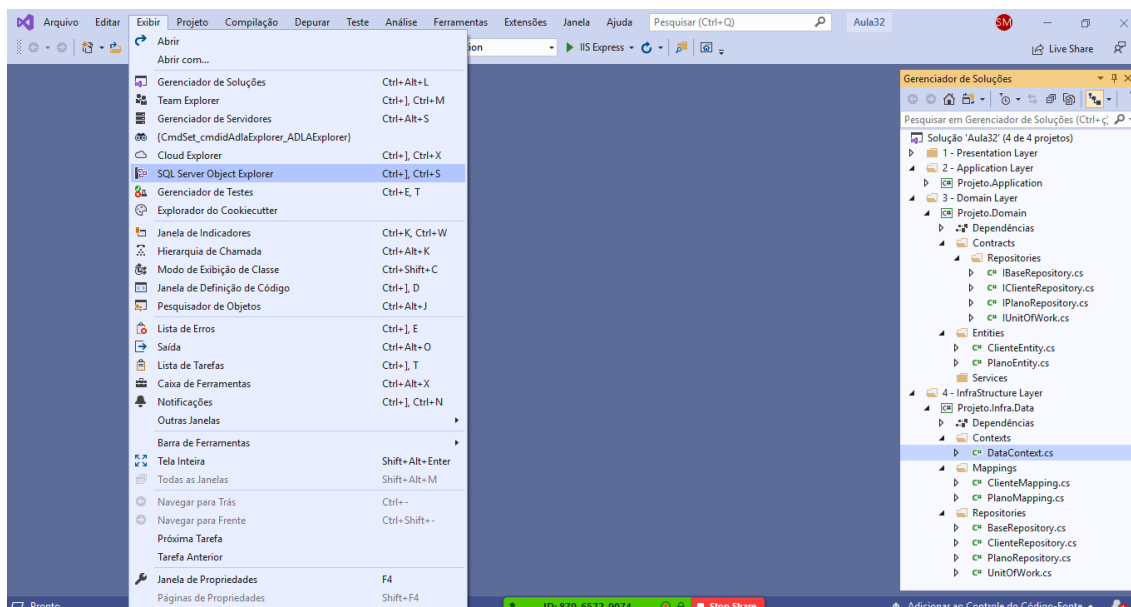 Arquivo Editar Exibir Projeto Compilação Depurar Teste Análise Ferramentas Extensões Janela Ajuda Pesquisar (Ctrl+Q) Aula32 SM
IIS Express Live Share
Abrir
Abrir com...
Gerenciador de Soluções Ctrl+Alt+L
Team Explorer Ctrl+], Ctrl+M
Gerenciador de Servidores Ctrl+Alt+S
{CmdSet_cmdidAdlaExplorer_ADLAExplorer}
Cloud Explorer Ctrl+], Ctrl+X
SQL Server Object Explorer Ctrl+], Ctrl+S
Gerenciador de Testes Ctrl+E, T
Explorador do Cookiecutter
Janela de Indicadores Ctrl+K, Ctrl+W
Hierarquia de Chamada Ctrl+Alt+K
Modo de Exibição de Classe Ctrl+Shift+C
Janela de Definição de Código Ctrl+], D
Pesquisador de Objetos Ctrl+Alt+J
Lista de Erros Ctrl+], E
Saída Ctrl+Alt+O
Lista de Tarefas Ctrl+], T
Caixa de Ferramentas Ctrl+Alt+X
Notificações Ctrl+], Ctrl+N
Outras Janelas
Barra de Ferramentas
Tela Inteira Shift+Alt+Enter
Todas as Janelas Shift+Alt+M
Navegar para Trás Ctrl+-
Navegar para Frente Ctrl+Shift+-
Próxima Tarefa
Tarefa Anterior
Janela de Propriedades F4
Páginas de Propriedades Shift+F4
Gerenciador de Soluções
Pesquisar em Gerenciador de Soluções (Ctrl+ç)
Solução 'Aula32' (4 de 4 projetos)
1 - Presentation Layer
2 - Application Layer
C# Projeto.Application
3 - Domain Layer
C# Projeto.Domain
Dependências
Contracts
Repositories
C# IBaseRepository.cs
C# IClienteRepository.cs
C# IPlanoRepository.cs
C# IUnitOfWork.cs
Entities
C# ClienteEntity.cs
C# PlanoEntity.cs
Services
4 - InfraStructure Layer
C# Projeto.Infra.Data
Dependências
Contexts
C# DataContext.cs
Mappings
C# ClienteMapping.cs
C# PlanoMapping.cs
Repositories
C# BaseRepository.cs
C# ClienteRepository.cs
C# PlanoRepository.cs
C# UnitOfWork.cs
Pronto Stop Share Adicionar ao Controle do Código-Fonte